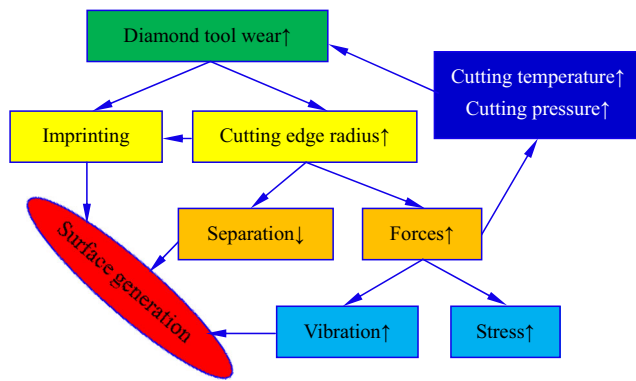 Diamond tool wear↑
Cutting temperature↑
Cutting pressure↑
Imprinting
Cutting edge radius↑
Separation↓
Forces↑
Surface generation
Vibration↑
Stress↑